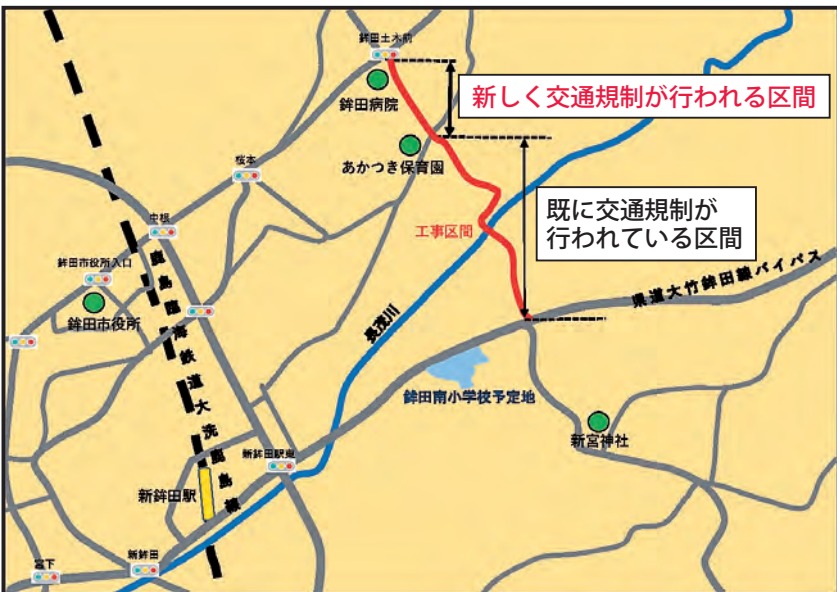 鉾田土木前
新しく交通規制が行われる区間
鉾田病院
あかつき保育園
桜本
既に交通規制が
行われている区間
工事区間
中根
鉾田市役所入口
鉾田市役所
県道大竹鉾田線バイパス
長茂川
鹿島臨海鉄道大洗鹿島線
鉾田南小学校予定地
新宮神社
新鉾田駅東
新鉾田駅
新鉾田
宮下